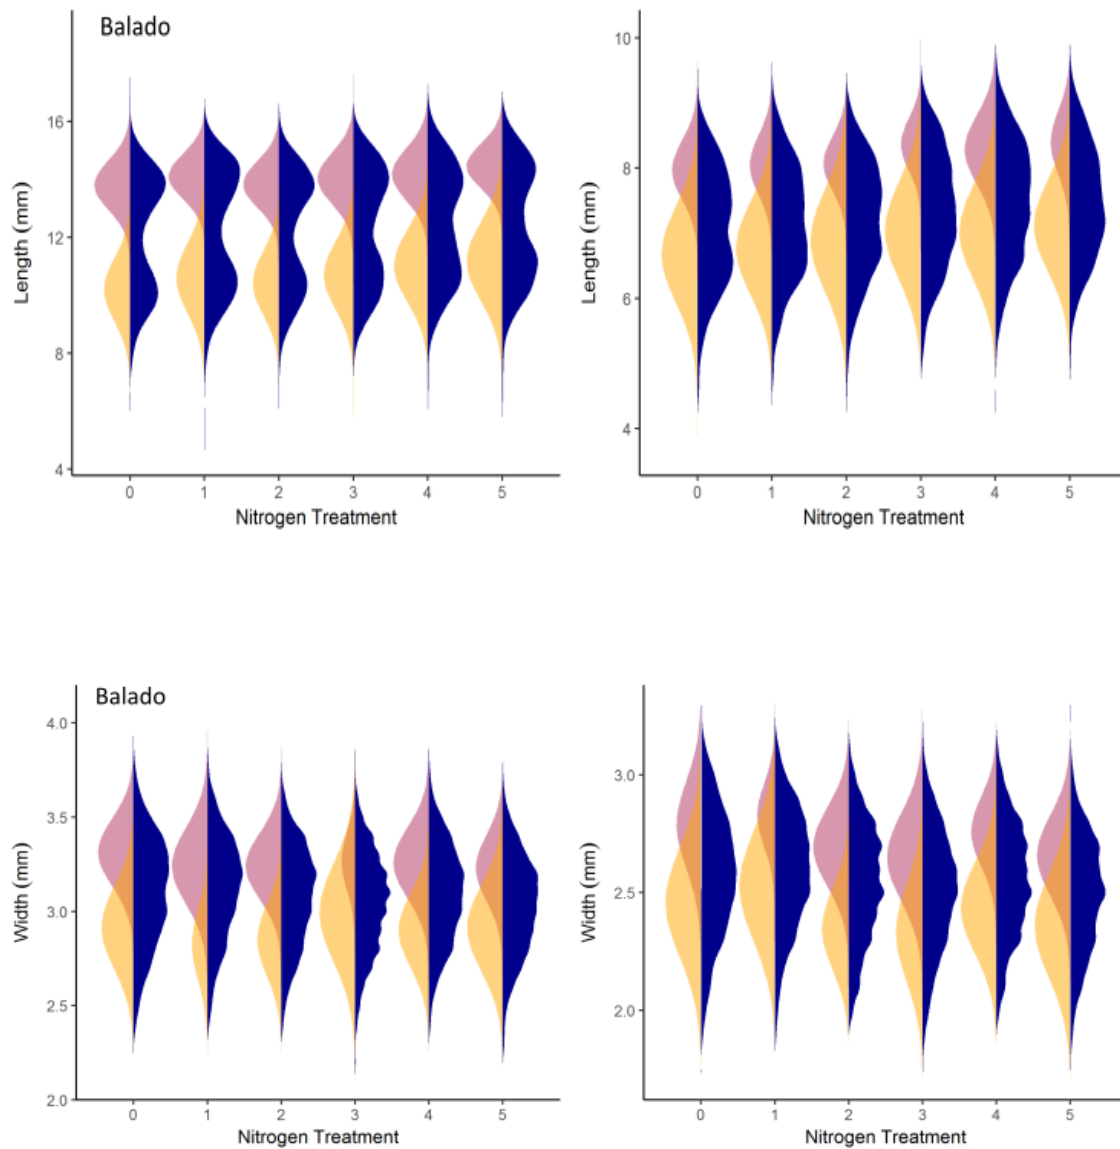 Balado
Length (mm)
16
12
8
4
0 1 2 3 4 5
Nitrogen Treatment
Length (mm)
10
8
6
4
0 1 2 3 4 5
Nitrogen Treatment
Balado
Width (mm)
4.0
3.5
3.0
2.5
2.0
0 1 2 3 4 5
Nitrogen Treatment
Width (mm)
3.0
2.5
2.0
0 1 2 3 4 5
Nitrogen Treatment